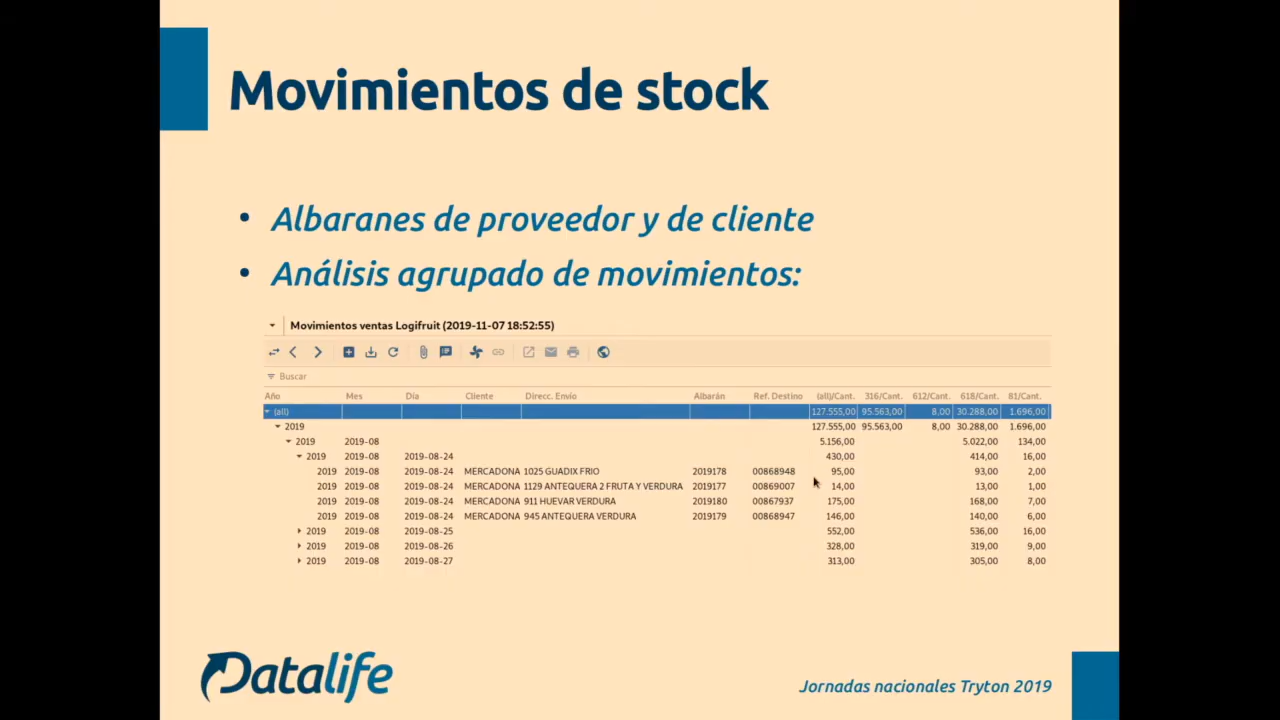 Movimientos de stock
• Albaranes de proveedor y de cliente
• Análisis agrupado de movimientos:
Movimientos ventas Logifruit (2019-11-07 18:52:55)
Buscar
Año Mes Día Cliente Direcc. Envío Albarán Ref. Destino (all)/Cant. 316/Cant. 612/Cant. 618/Cant. 81/Cant.
(all) 127.555,00 95.563,00 8,00 30.288,00 1.696,00
2019 127.555,00 95.563,00 8,00 30.288,00 1.696,00
2019 2019-08 5.156,00 5.022,00 134,00
2019 2019-08 2019-08-24 430,00 414,00 16,00
2019 2019-08 2019-08-24 MERCADONA 1025 GUADIX FRIO 2019178 00868948 95,00 93,00 2,00
2019 2019-08 2019-08-24 MERCADONA 1129 ANTEQUERA 2 FRUTA Y VERDURA 2019177 00869007 14,00 13,00 1,00
2019 2019-08 2019-08-24 MERCADONA 911 HUEVAR VERDURA 2019180 00867937 175,00 168,00 7,00
2019 2019-08 2019-08-24 MERCADONA 945 ANTEQUERA VERDURA 2019179 00868947 146,00 140,00 6,00
2019 2019-08 2019-08-25 552,00 536,00 16,00
2019 2019-08 2019-08-26 328,00 319,00 9,00
2019 2019-08 2019-08-27 313,00 305,00 8,00
Datalife
Jornadas nacionales Tryton 2019